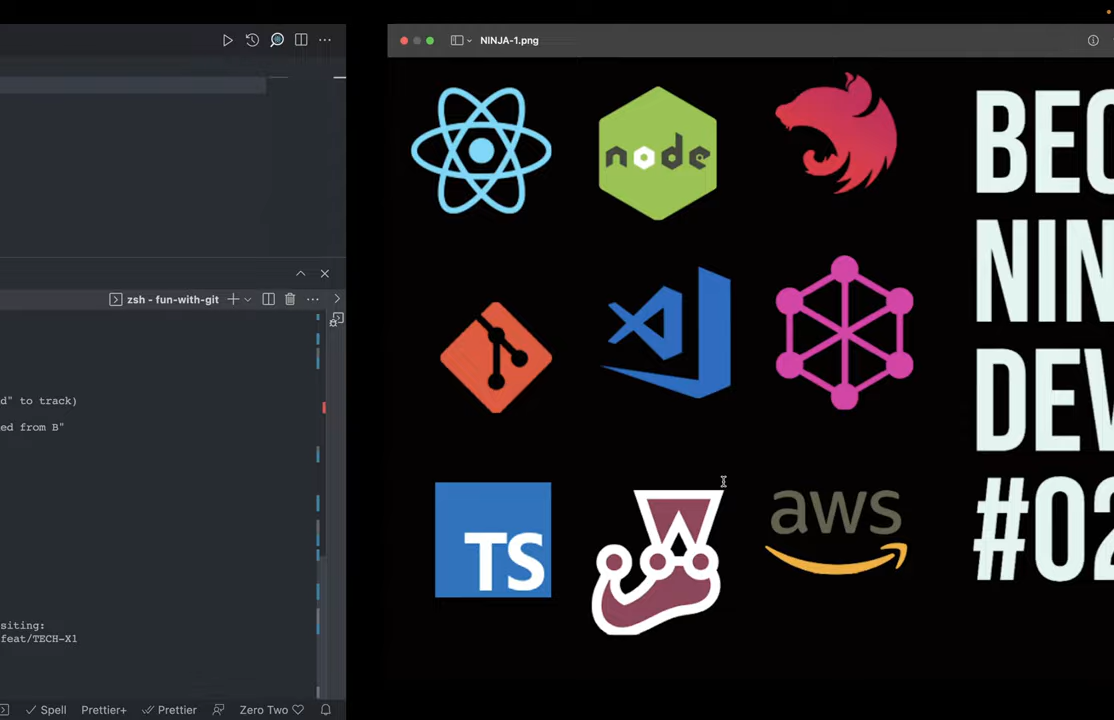 NINJA-1.png
zsh - fun-with-git
d" to track)
ed from B"
siting:
feat/TECH-X1
Spell
Prettier+
Prettier
Zero Two
node
TS
aws
BEC
NIN
DEV
#02